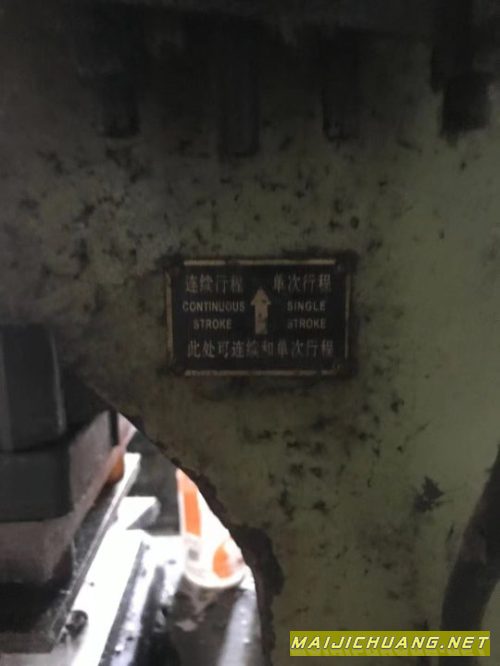 连续行程 单次行程
CONTINUOUS SINGLE
STROKE STROKE
此处可连续和单次行程
MAIJICHUANG.NET